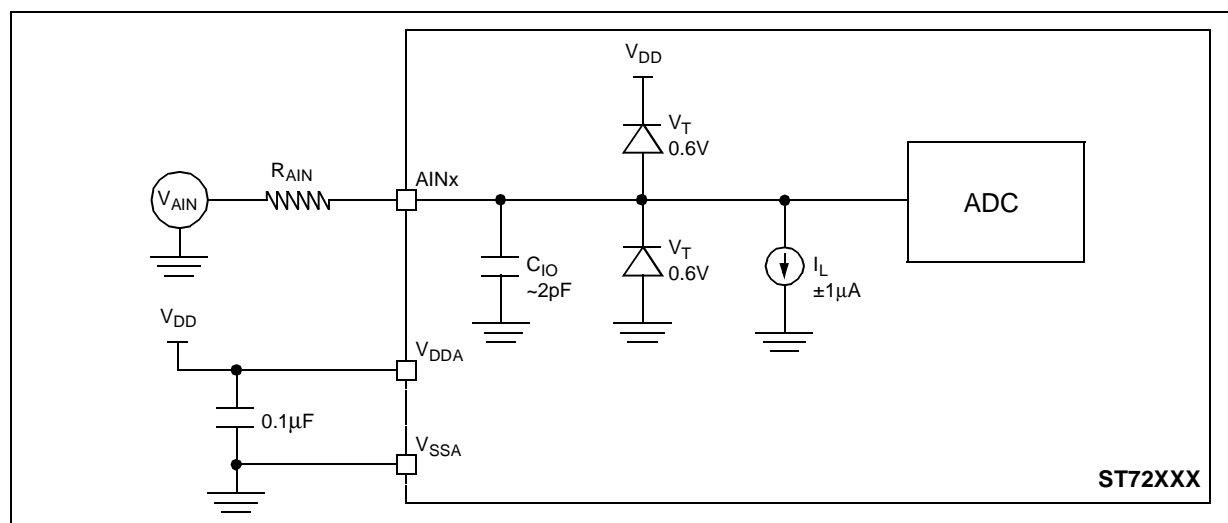 V_DD
V_T
0.6V
R_AIN
AINx
V_AIN
ADC
C_IO
~2pF
V_T
0.6V
I_L
±1μA
V_DD
V_DDA
0.1μF
V_SSA
ST72XXX